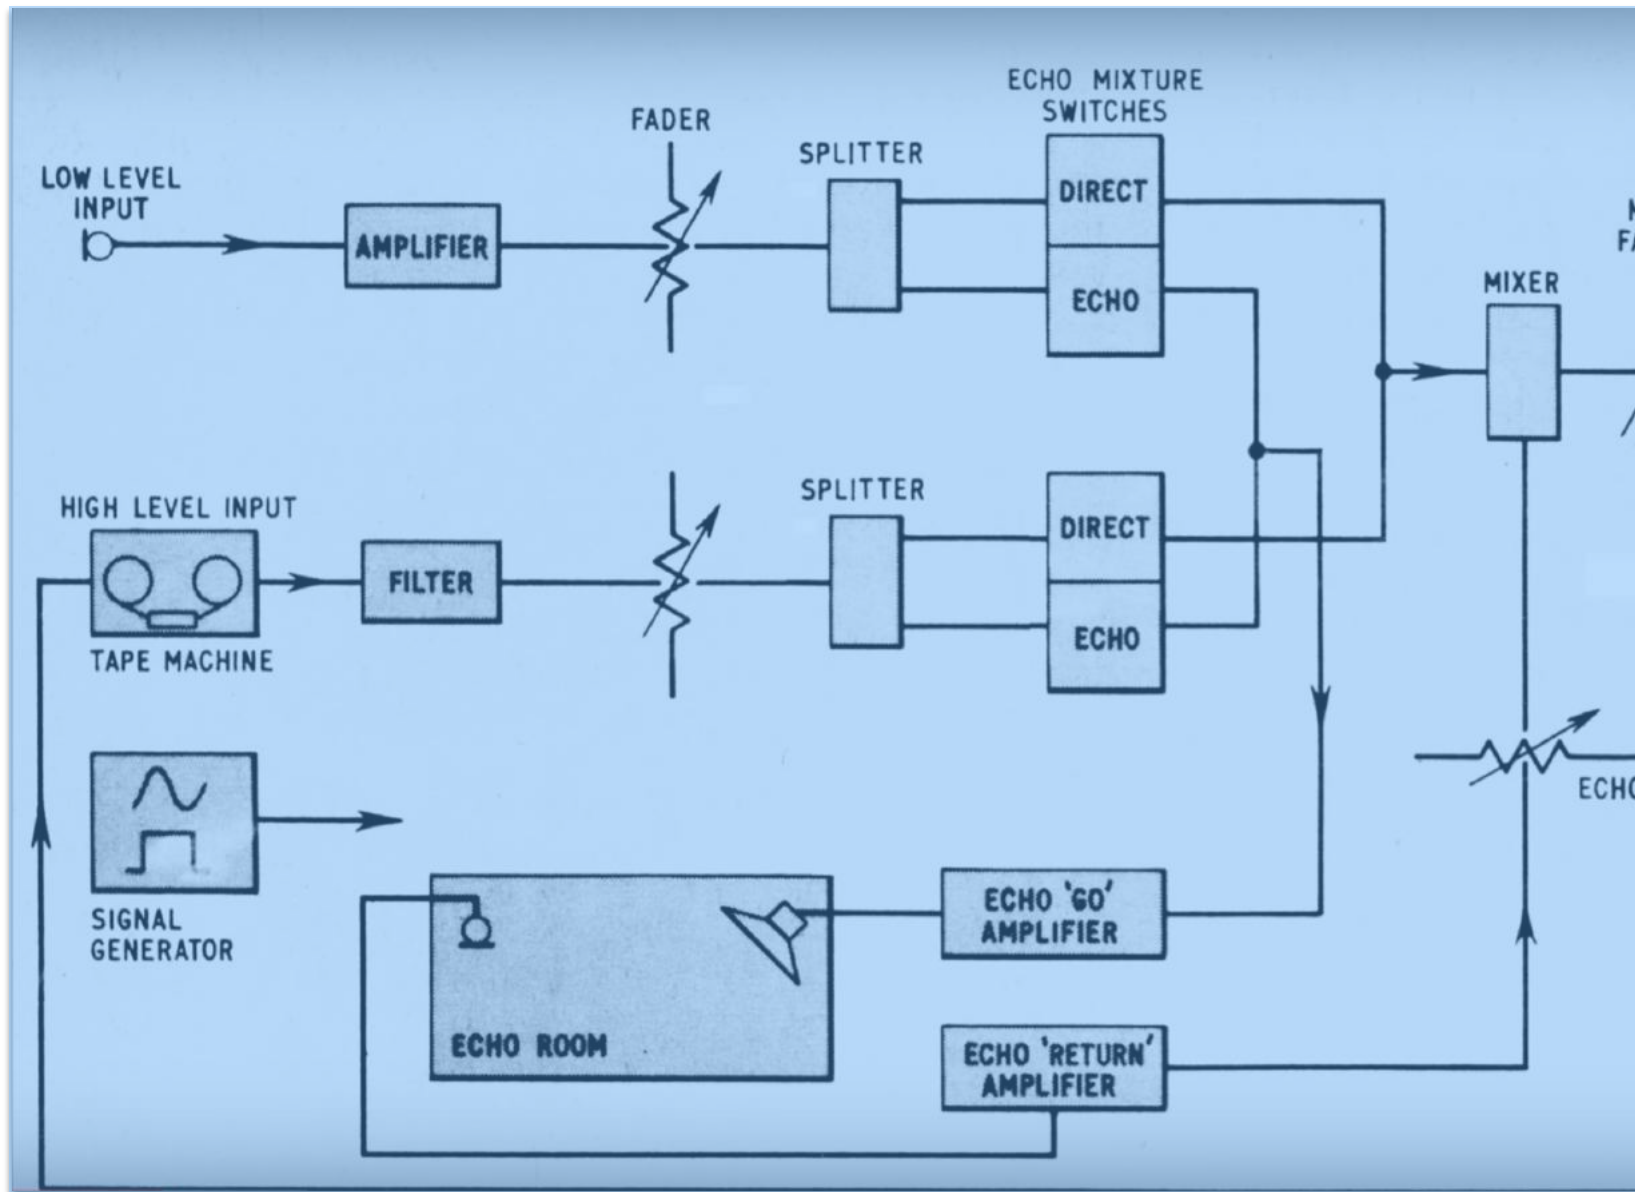 ECHO MIXTURE
SWITCHES
FADER
SPLITTER
LOW LEVEL
INPUT
DIRECT
AMPLIFIER
MIXER
ECHO
HIGH LEVEL INPUT
SPLITTER
DIRECT
FILTER
ECHO
TAPE MACHINE
ECHO
SIGNAL
GENERATOR
ECHO 'GO'
AMPLIFIER
ECHO ROOM
ECHO 'RETURN'
AMPLIFIER